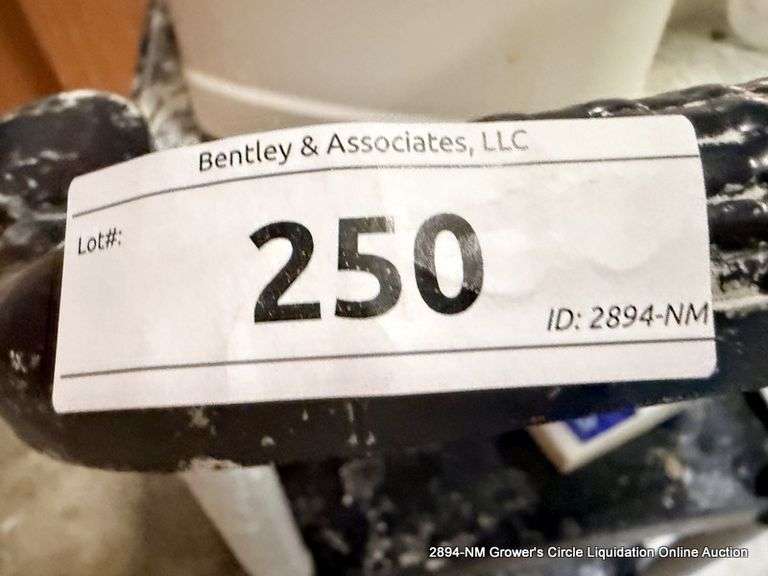 Bentley & Associates, LLC
Lot#:
250
ID: 2894-NM
2894-NM Grower's Circle Liquidation Online Auction